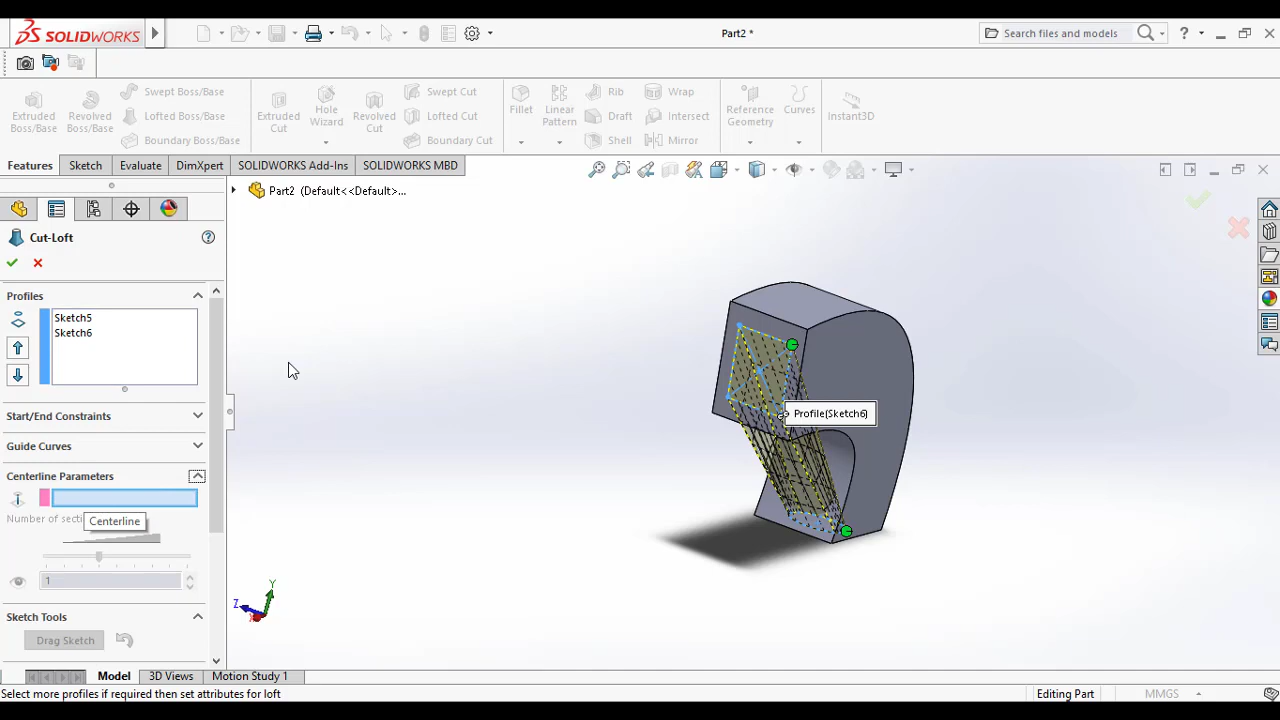 SOLIDWORKS
Part2 *
Search files and models
?
Extruded Boss/Base
Revolved Boss/Base
Swept Boss/Base
Lofted Boss/Base
Boundary Boss/Base
Extruded Cut
Hole Wizard
Revolved Cut
Swept Cut
Lofted Cut
Boundary Cut
Fillet
Linear Pattern
Rib
Draft
Shell
Wrap
Intersect
Mirror
Reference Geometry
Curves
Instant3D
Features
Sketch
Evaluate
DimXpert
SOLIDWORKS Add-Ins
SOLIDWORKS MBD
Part2 (Default<<Default>...
Cut-Loft
?
Profiles
Sketch5
Sketch6
Start/End Constraints
Guide Curves
Centerline Parameters
Number of secti
Centerline
1
Sketch Tools
Drag Sketch
Profile(Sketch6)
Y
Z
X
Model
3D Views
Motion Study 1
Select more profiles if required then set attributes for loft
Editing Part
MMGS